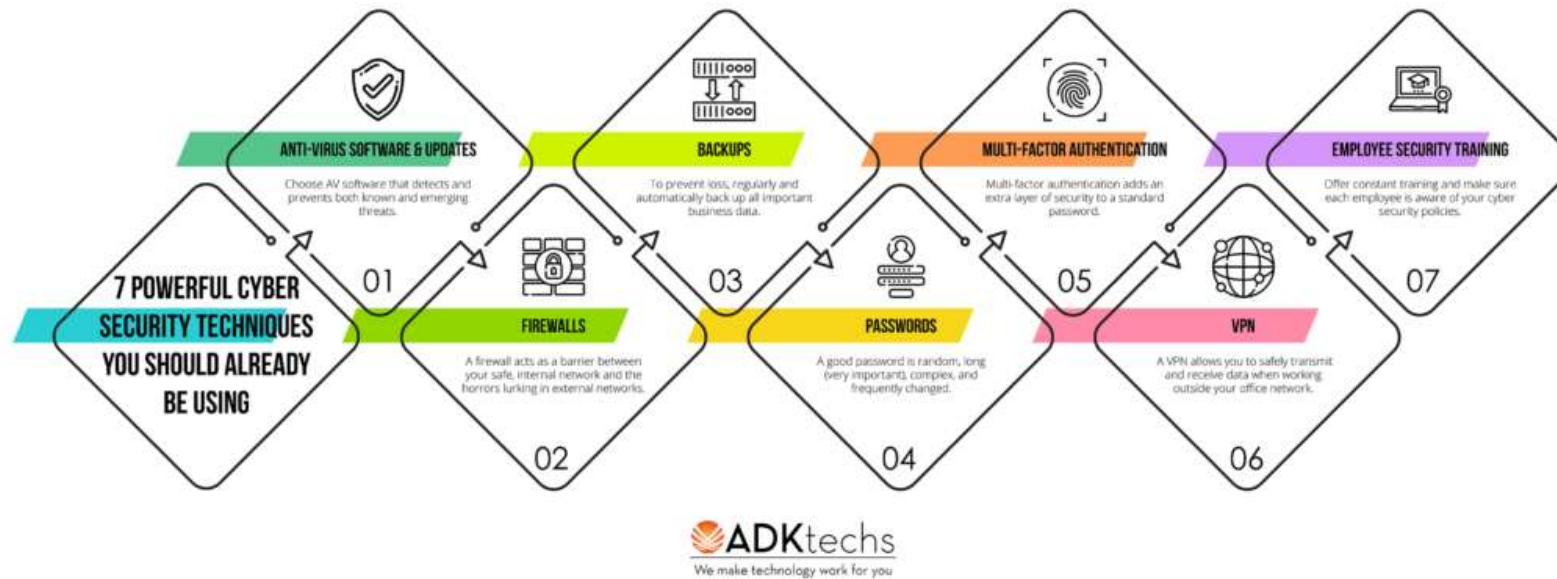 7 POWERFUL CYBER
SECURITY TECHNIQUES
YOU SHOULD ALREADY
BE USING
ANTI-VIRUS SOFTWARE & UPDATES
Choose AV software that detects and
prevents both known and emerging
threats.
01
FIREWALLS
A firewall acts as a barrier between
your safe, internal network and the
horrors lurking in external networks.
02
BACKUPS
To prevent loss, regularly and
automatically back up all important
business data.
03
PASSWORDS
A good password is random, long
(very important), complex, and
frequently changed.
04
MULTI-FACTOR AUTHENTICATION
Multi-factor authentication adds an
extra layer of security to a standard
password.
05
VPN
A VPN allows you to safely transmit
and receive data when working
outside your office network.
06
EMPLOYEE SECURITY TRAINING
Offer constant training and make sure
each employee is aware of your cyber
security policies.
07
ADKtechs
We make technology work for you